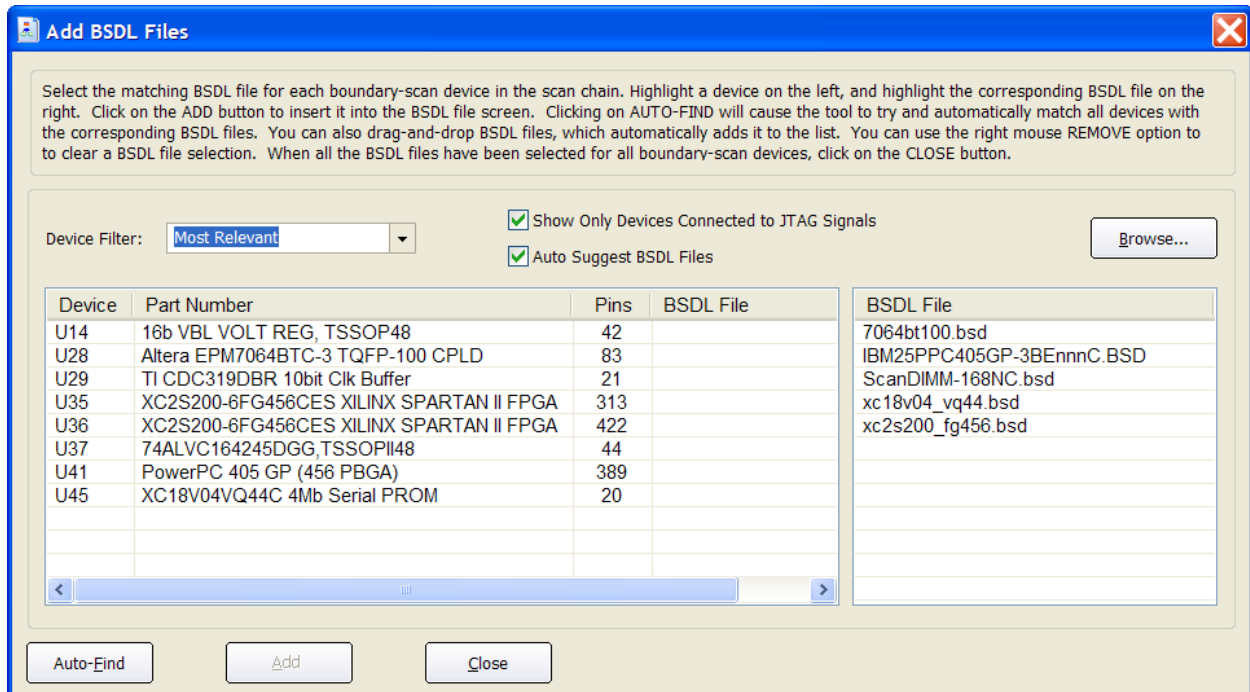 Add BSDL Files
Select the matching BSDL file for each boundary-scan device in the scan chain. Highlight a device on the left, and highlight the corresponding BSDL file on the
right. Click on the ADD button to insert it into the BSDL file screen. Clicking on AUTO-FIND will cause the tool to try and automatically match all devices with
the corresponding BSDL files. You can also drag-and-drop BSDL files, which automatically adds it to the list. You can use the right mouse REMOVE option to
to clear a BSDL file selection. When all the BSDL files have been selected for all boundary-scan devices, click on the CLOSE button.
Device Filter: Most Relevant
Show Only Devices Connected to JTAG Signals
Auto Suggest BSDL Files
Browse...
Device Part Number Pins BSDL File
U14 16b VBL VOLT REG, TSSOP48 42
U28 Altera EPM7064BTC-3 TQFP-100 CPLD 83
U29 TI CDC319DBR 10bit Clk Buffer 21
U35 XC2S200-6FG456CES XILINX SPARTAN II FPGA 313
U36 XC2S200-6FG456CES XILINX SPARTAN II FPGA 422
U37 74ALVC164245DGG,TSSOPII48 44
U41 PowerPC 405 GP (456 PBGA) 389
U45 XC18V04VQ44C 4Mb Serial PROM 20
BSDL File
7064bt100.bsd
IBM25PPC405GP-3BEnnnC.BSD
ScanDIMM-168NC.bsd
xc18v04_vq44.bsd
xc2s200_fg456.bsd
Auto-Find Add Close